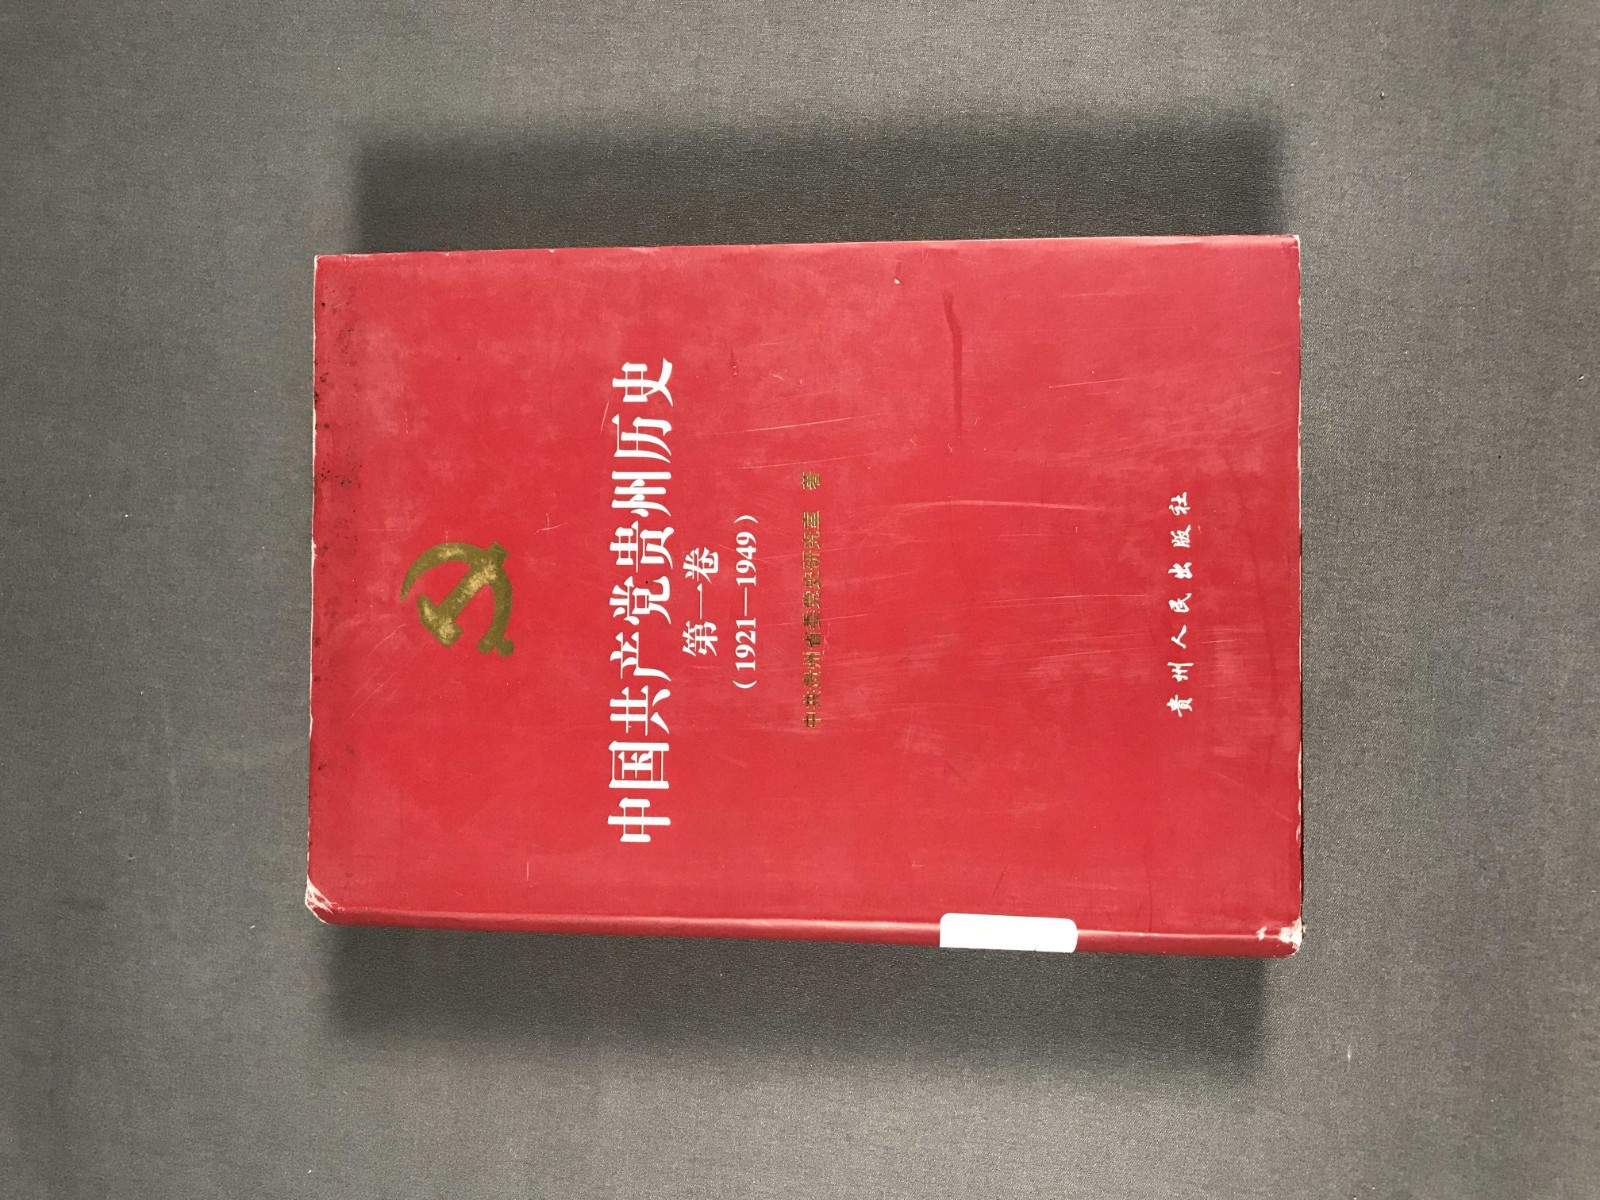 中国共产党贵州历史
第一卷
（1921—1949）
中共贵州省委党史研究室 著
贵州人民出版社